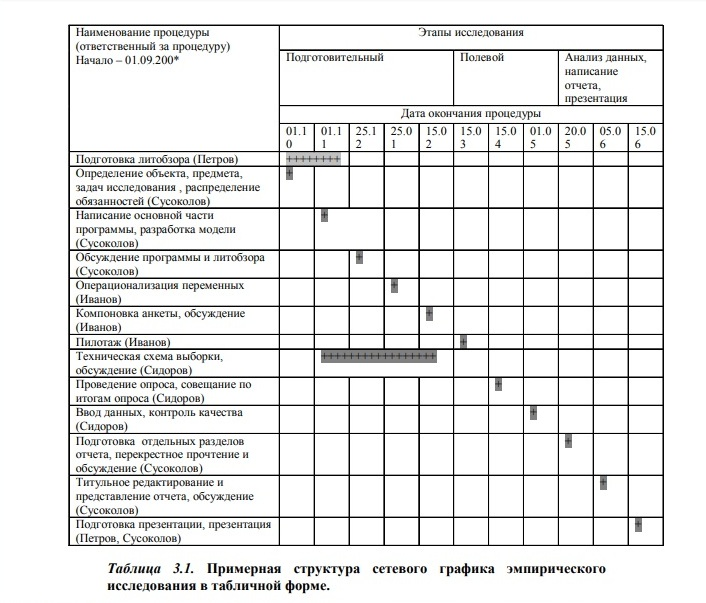 Наименование процедуры
(ответственный за процедуру)
Начало – 01.09.200*
Этапы исследования
Подготовительный
Полевой
Анализ данных,
написание
отчета,
презентация
Дата окончания процедуры
01.10 01.11 25.12 25.01 15.02 15.03 15.04 01.05 20.05 05.06 15.06
Подготовка литобзора (Петров) ++++++++
Определение объекта, предмета, +
задач исследования , распределение
обязанностей (Сусоколов)
Написание основной части +
программы, разработка модели
(Сусоколов)
Обсуждение программы и литобзора +
(Сусоколов)
Операционализация переменных +
(Иванов)
Компоновка анкеты, обсуждение +
(Иванов)
Пилотаж (Иванов) +
Техническая схема выборки, +++++++++++++++++
обсуждение (Сидоров)
Проведение опроса, совещание по +
итогам опроса (Сидоров)
Ввод данных, контроль качества +
(Сидоров)
Подготовка отдельных разделов +
отчета, перекрестное прочтение и
обсуждение (Сусоколов)
Титульное редактирование и +
представление отчета, обсуждение
(Сусоколов)
Подготовка презентации, презентация +
(Петров, Сусоколов)
Таблица 3.1. Примерная структура сетевого графика эмпирического
исследования в табличной форме.